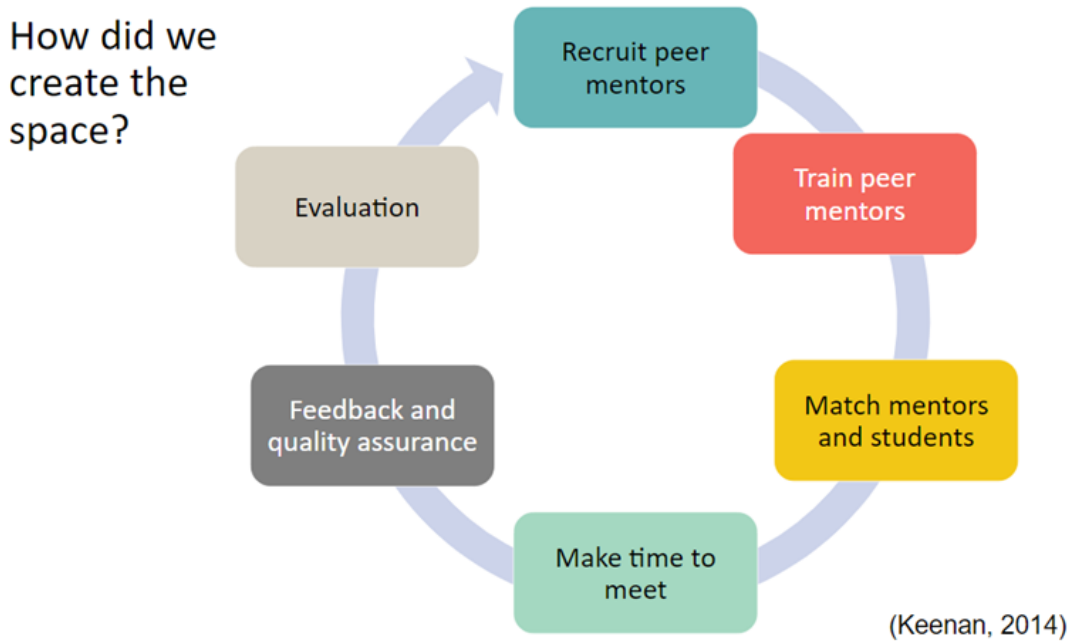 How did we
create the
space?
Recruit peer
mentors
Train peer
mentors
Match mentors
and students
Make time to
meet
Feedback and
quality assurance
Evaluation
(Keenan, 2014)